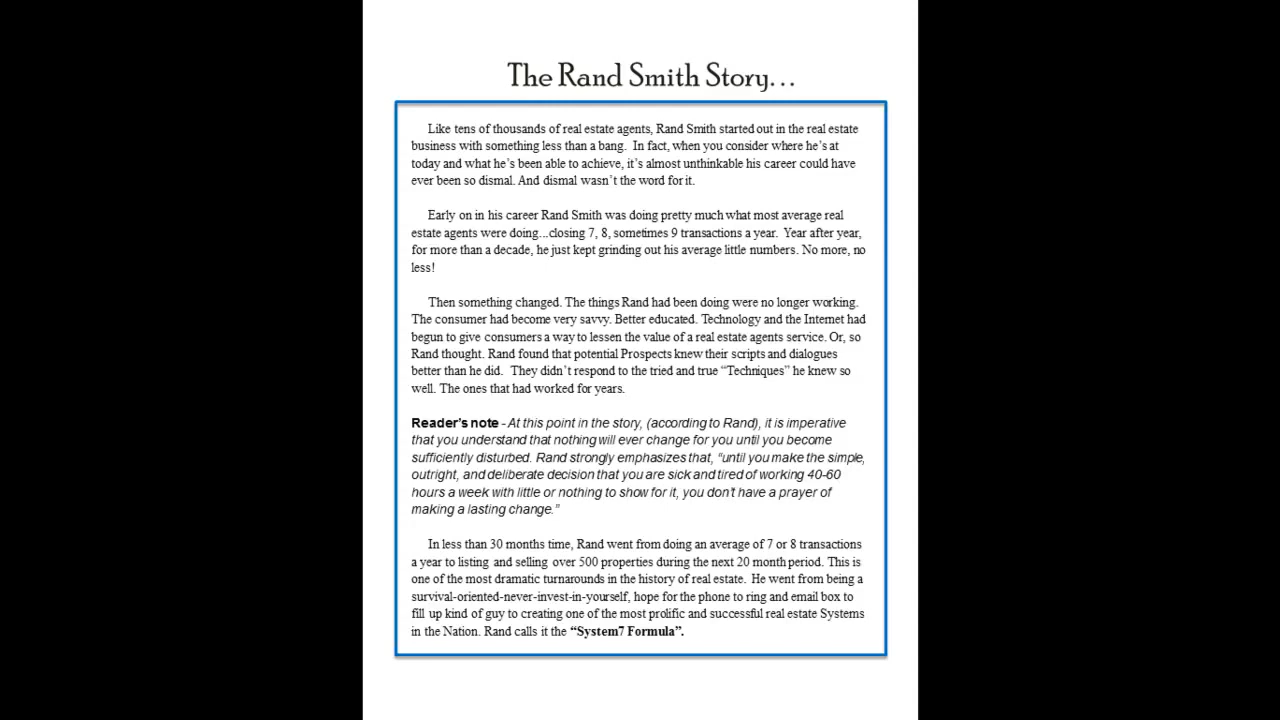 The Rand Smith Story...
Like tens of thousands of real estate agents, Rand Smith started out in the real estate
business with something less than a bang. In fact, when you consider where he's at
today and what he's been able to achieve, it's almost unthinkable his career could have
ever been so dismal. And dismal wasn't the word for it.
Early on in his career Rand Smith was doing pretty much what most average real
estate agents were doing...closing 7, 8, sometimes 9 transactions a year. Year after year,
for more than a decade, he just kept grinding out his average little numbers. No more, no
less!
Then something changed. The things Rand had been doing were no longer working.
The consumer had become very savvy. Better educated. Technology and the Internet had
begun to give consumers a way to lessen the value of a real estate agents service. Or, so
Rand thought. Rand found that potential Prospects knew their scripts and dialogues
better than he did. They didn't respond to the tried and true “Techniques” he knew so
well. The ones that had worked for years.
Reader's note - At this point in the story, (according to Rand), it is imperative
that you understand that nothing will ever change for you until you become
sufficiently disturbed. Rand strongly emphasizes that, “until you make the simple,
outright, and deliberate decision that you are sick and tired of working 40-60
hours a week with little or nothing to show for it, you don't have a prayer of
making a lasting change.”
In less than 30 months time, Rand went from doing an average of 7 or 8 transactions
a year to listing and selling over 500 properties during the next 20 month period. This is
one of the most dramatic turnarounds in the history of real estate. He went from being a
survival-oriented-never-invest-in-yourself, hope for the phone to ring and email box to
fill up kind of guy to creating one of the most prolific and successful real estate Systems
in the Nation. Rand calls it the “System7 Formula”.